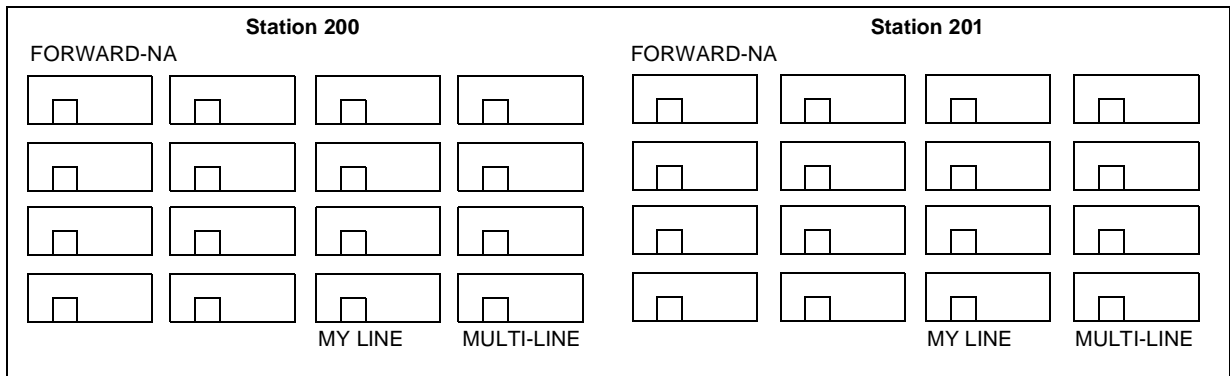 Station 200
FORWARD-NA
MY LINE MULTI-LINE
Station 201
FORWARD-NA
MY LINE MULTI-LINE